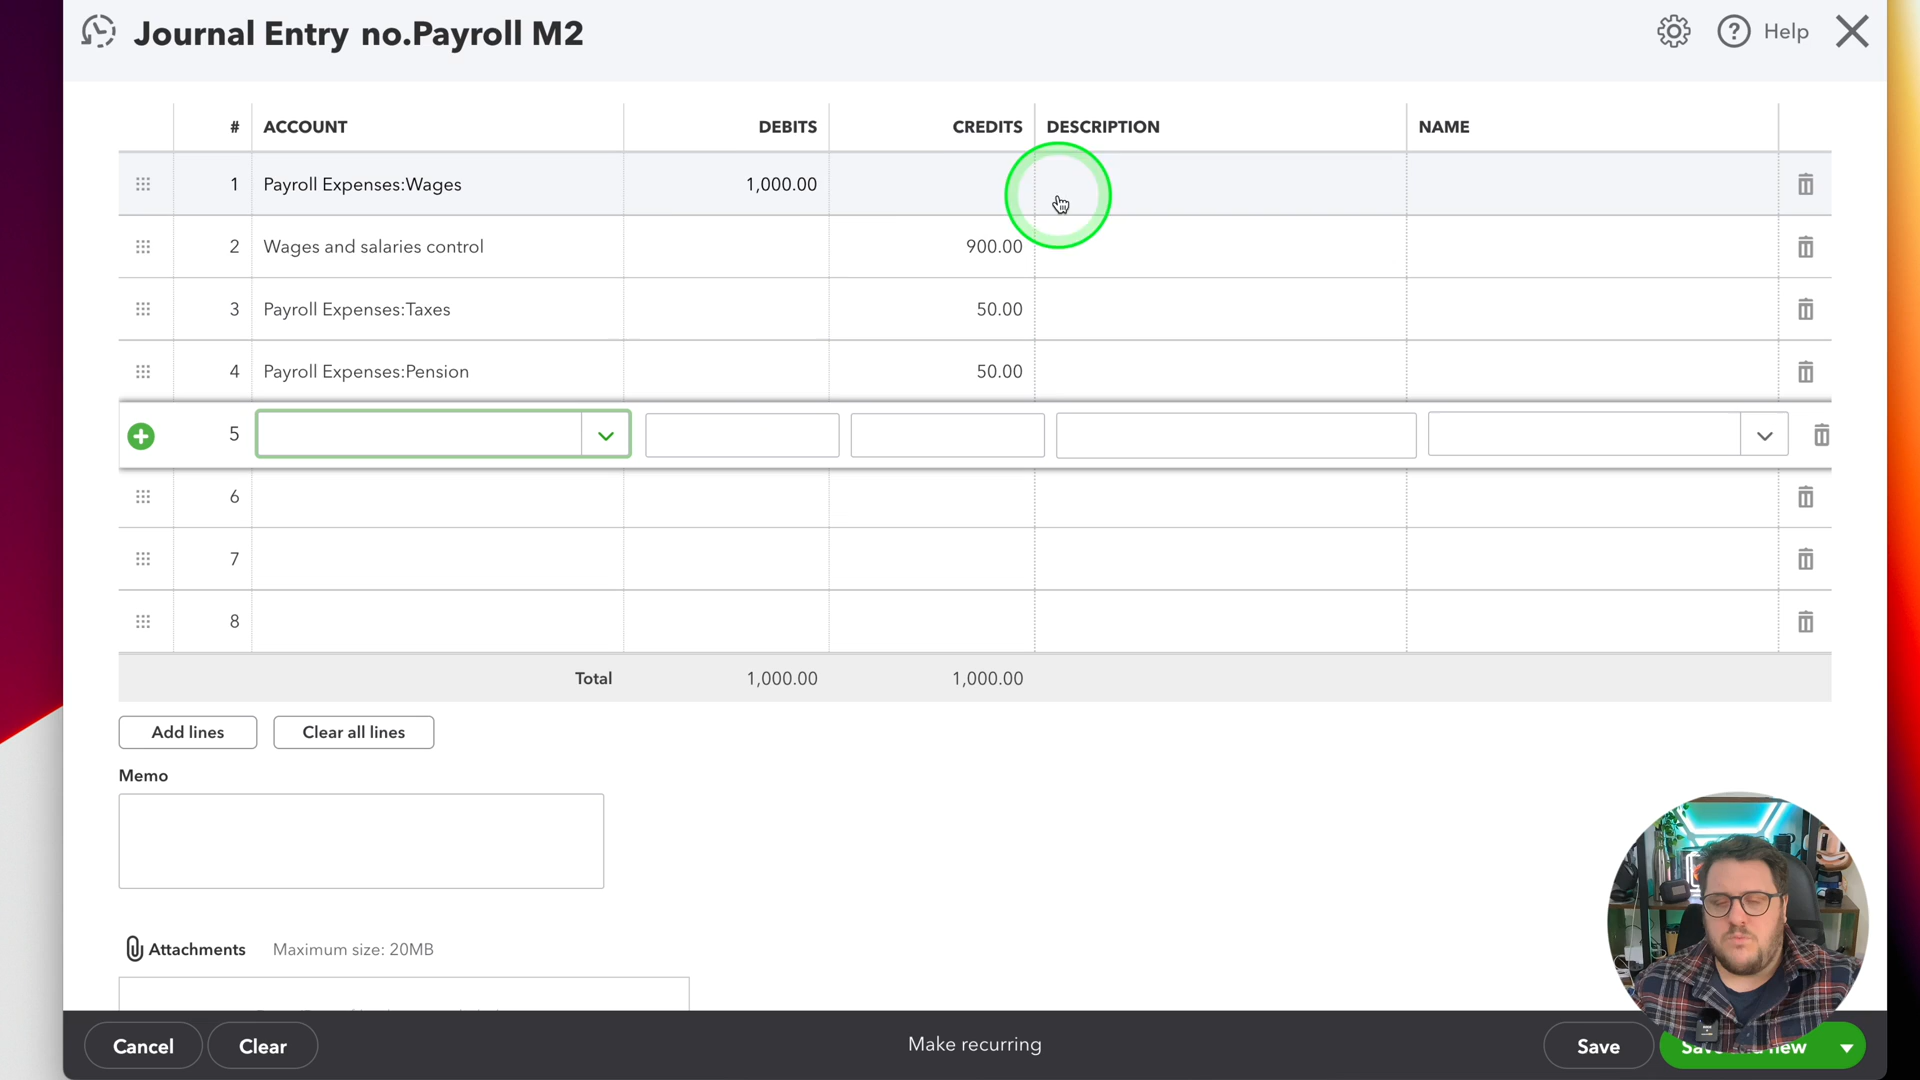 Journal Entry no.Payroll M2
Help
# ACCOUNT DEBITS CREDITS DESCRIPTION NAME
1 Payroll Expenses:Wages 1,000.00
2 Wages and salaries control 900.00
3 Payroll Expenses:Taxes 50.00
4 Payroll Expenses:Pension 50.00
5
6
7
8
Total 1,000.00 1,000.00
Add lines Clear all lines
Memo
Attachments Maximum size: 20MB
Cancel Clear Make recurring Save new